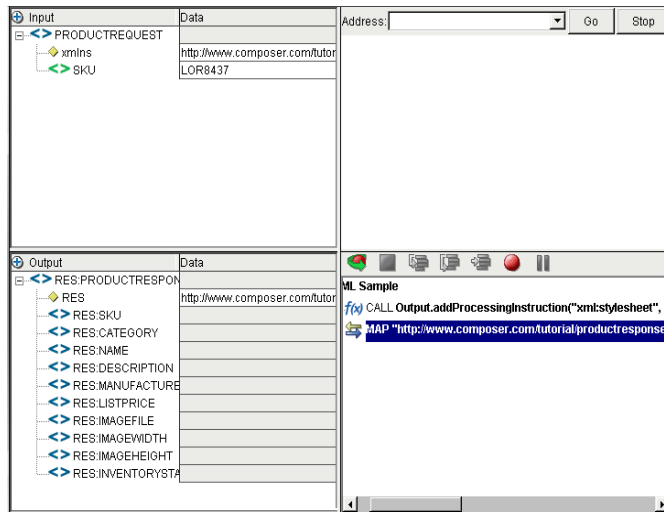 Input Data
PRODUCTREQUEST
xmlns http://www.composer.com/tutor
SKU LOR8437
Address: Go Stop
Output Data
RES:PRODUCTRESPON
RES http://www.composer.com/tutor
RES:SKU
RES:CATEGORY
RES:NAME
RES:DESCRIPTION
RES:MANUFACTURE
RES:LISTPRICE
RES:IMAGEFILE
RES:IMAGEWIDTH
RES:IMAGEHEIGHT
RES:INVENTORYSTA
ML Sample
f(x) CALL Output.addProcessingInstruction("xml:stylesheet",
MAP "http://www.composer.com/tutorial/productresponse